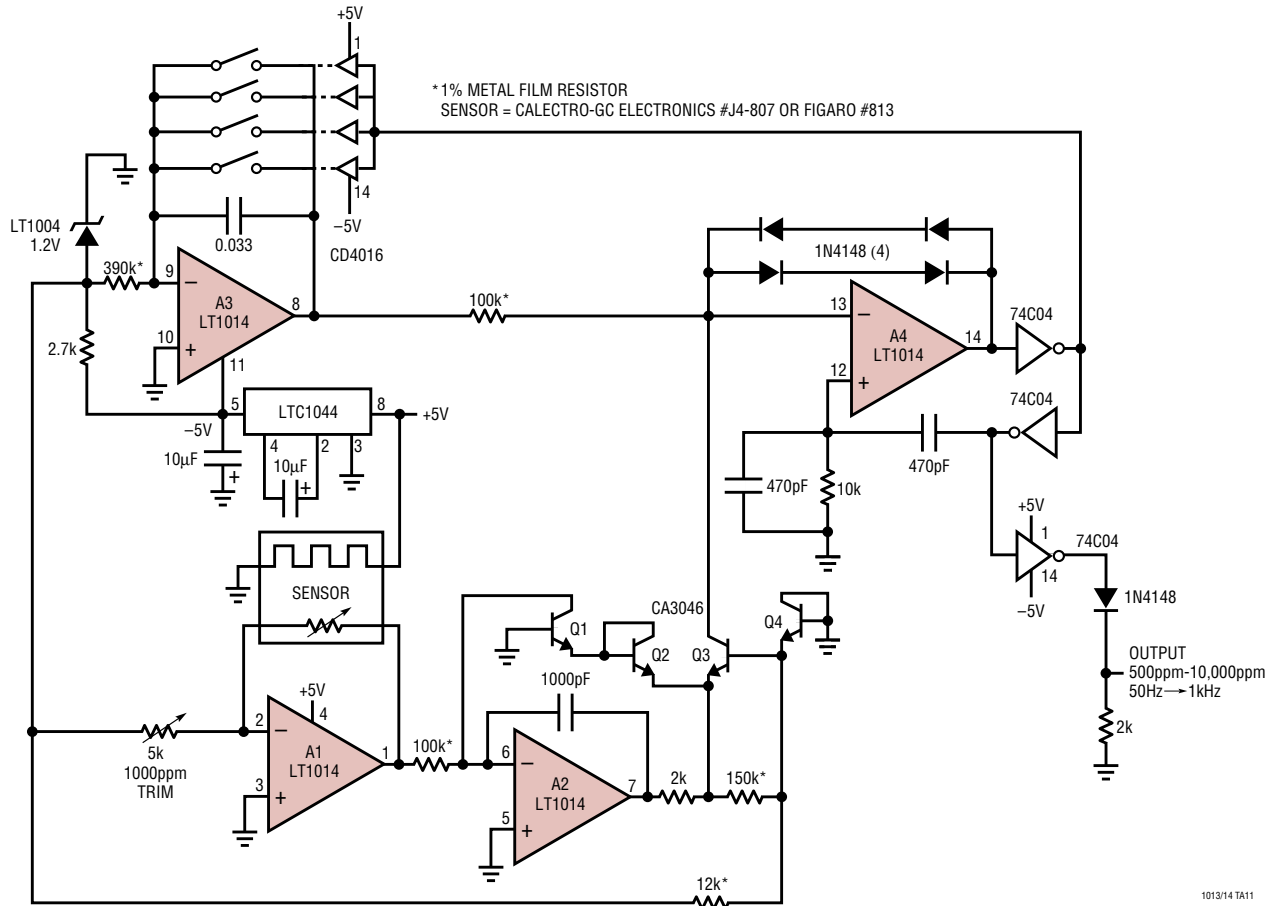 +5V
1
*1% METAL FILM RESISTOR
SENSOR = CALECTRO-GC ELECTRONICS #J4-807 OR FIGARO #813
14
–5V
CD4016
LT1004
1.2V
0.033
390k*
9
A3
LT1014
8
10
11
2.7k
100k*
1N4148 (4)
13
A4
LT1014
14
12
74C04
74C04
5
LTC1044
8
+5V
–5V
4
2
3
10µF
+
10µF
+
470pF
10k
470pF
+5V
1
74C04
14
–5V
1N4148
OUTPUT
500ppm-10,000ppm
50Hz → 1kHz
2k
SENSOR
CA3046
Q1
Q2
Q3
Q4
1000pF
+5V
4
5k
1000ppm
TRIM
2
A1
LT1014
1
3
100k*
6
A2
LT1014
7
5
2k
150k*
12k*
1013/14 TA11